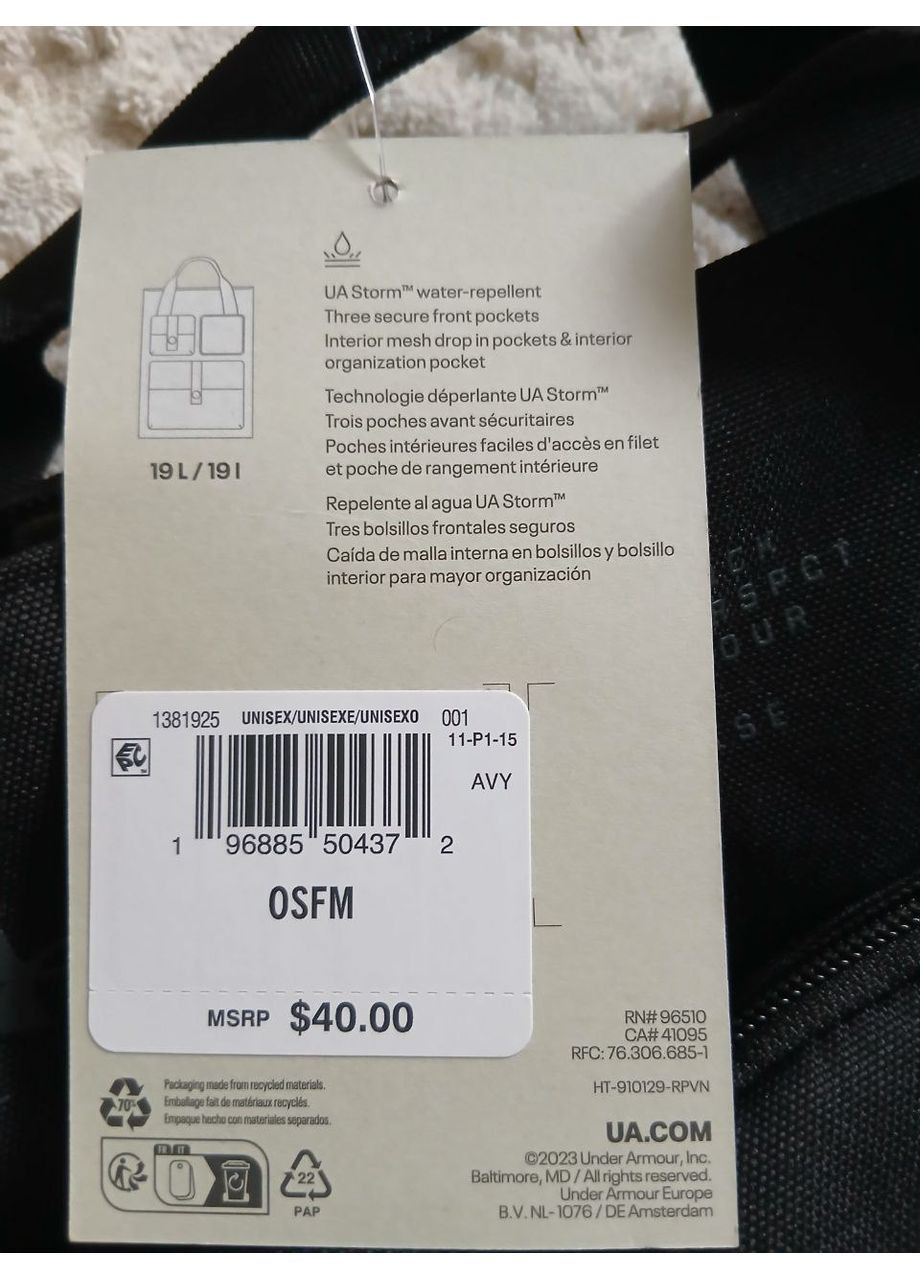 UA Storm™ water-repellent
Three secure front pockets
Interior mesh drop in pockets & interior
organization pocket
Technologie déperlante UA Storm™
Trois poches avant sécuritaires
Poches intérieures faciles d'accès en filet
et poche de rangement intérieure
19 L / 19 l
Repelente al agua UA Storm™
Tres bolsillos frontales seguros
Caída de malla interna en bolsillos y bolsillo
interior para mayor organización
1381925 UNISEX/UNISEXE/UNISEXO 001
11-P1-15
EPC
AVY
1 96885 50437 2
OSFM
MSRP $40.00
RN# 96510
CA# 41095
RFC: 76.306.685-1
HT-910129-RPVN
70%
Packaging made from recycled materials.
Emballage fait de matériaux recyclés.
Empaque hecho con materiales separados.
UA.COM
©2023 Under Armour, Inc.
Baltimore, MD / All rights reserved.
Under Armour Europe
B.V. NL-1076 / DE Amsterdam
FR IT
22
PAP
OUR
SE